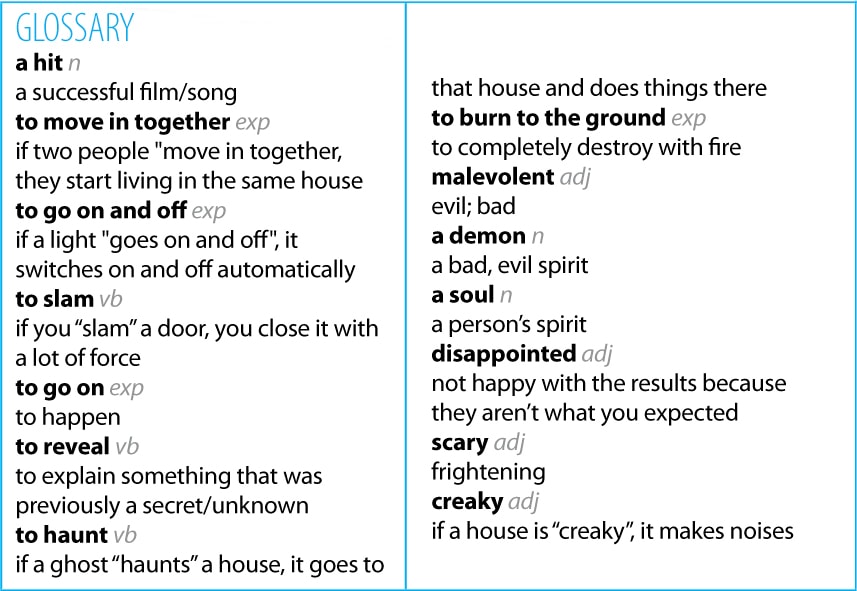 GLOSSARY
a hit n
a successful film/song
to move in together exp
if two people "move in together,
they start living in the same house
to go on and off exp
if a light "goes on and off", it
switches on and off automatically
to slam vb
if you “slam” a door, you close it with
a lot of force
to go on exp
to happen
to reveal vb
to explain something that was
previously a secret/unknown
to haunt vb
if a ghost “haunts” a house, it goes to
that house and does things there
to burn to the ground exp
to completely destroy with fire
malevolent adj
evil; bad
a demon n
a bad, evil spirit
a soul n
a person’s spirit
disappointed adj
not happy with the results because
they aren’t what you expected
scary adj
frightening
creaky adj
if a house is “creaky”, it makes noises